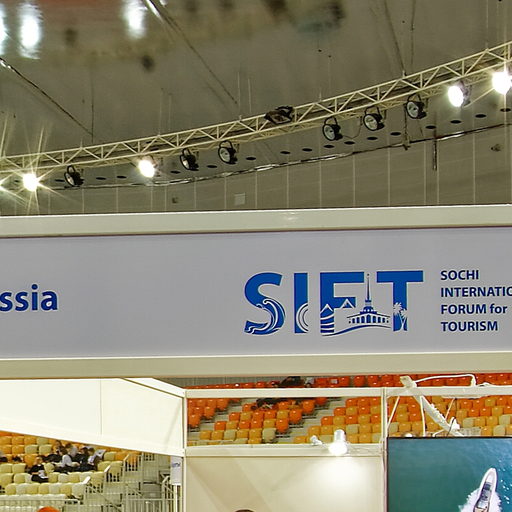 ssia
SIFT
SOCHI
INTERNATIO
FORUM for
TOURISM